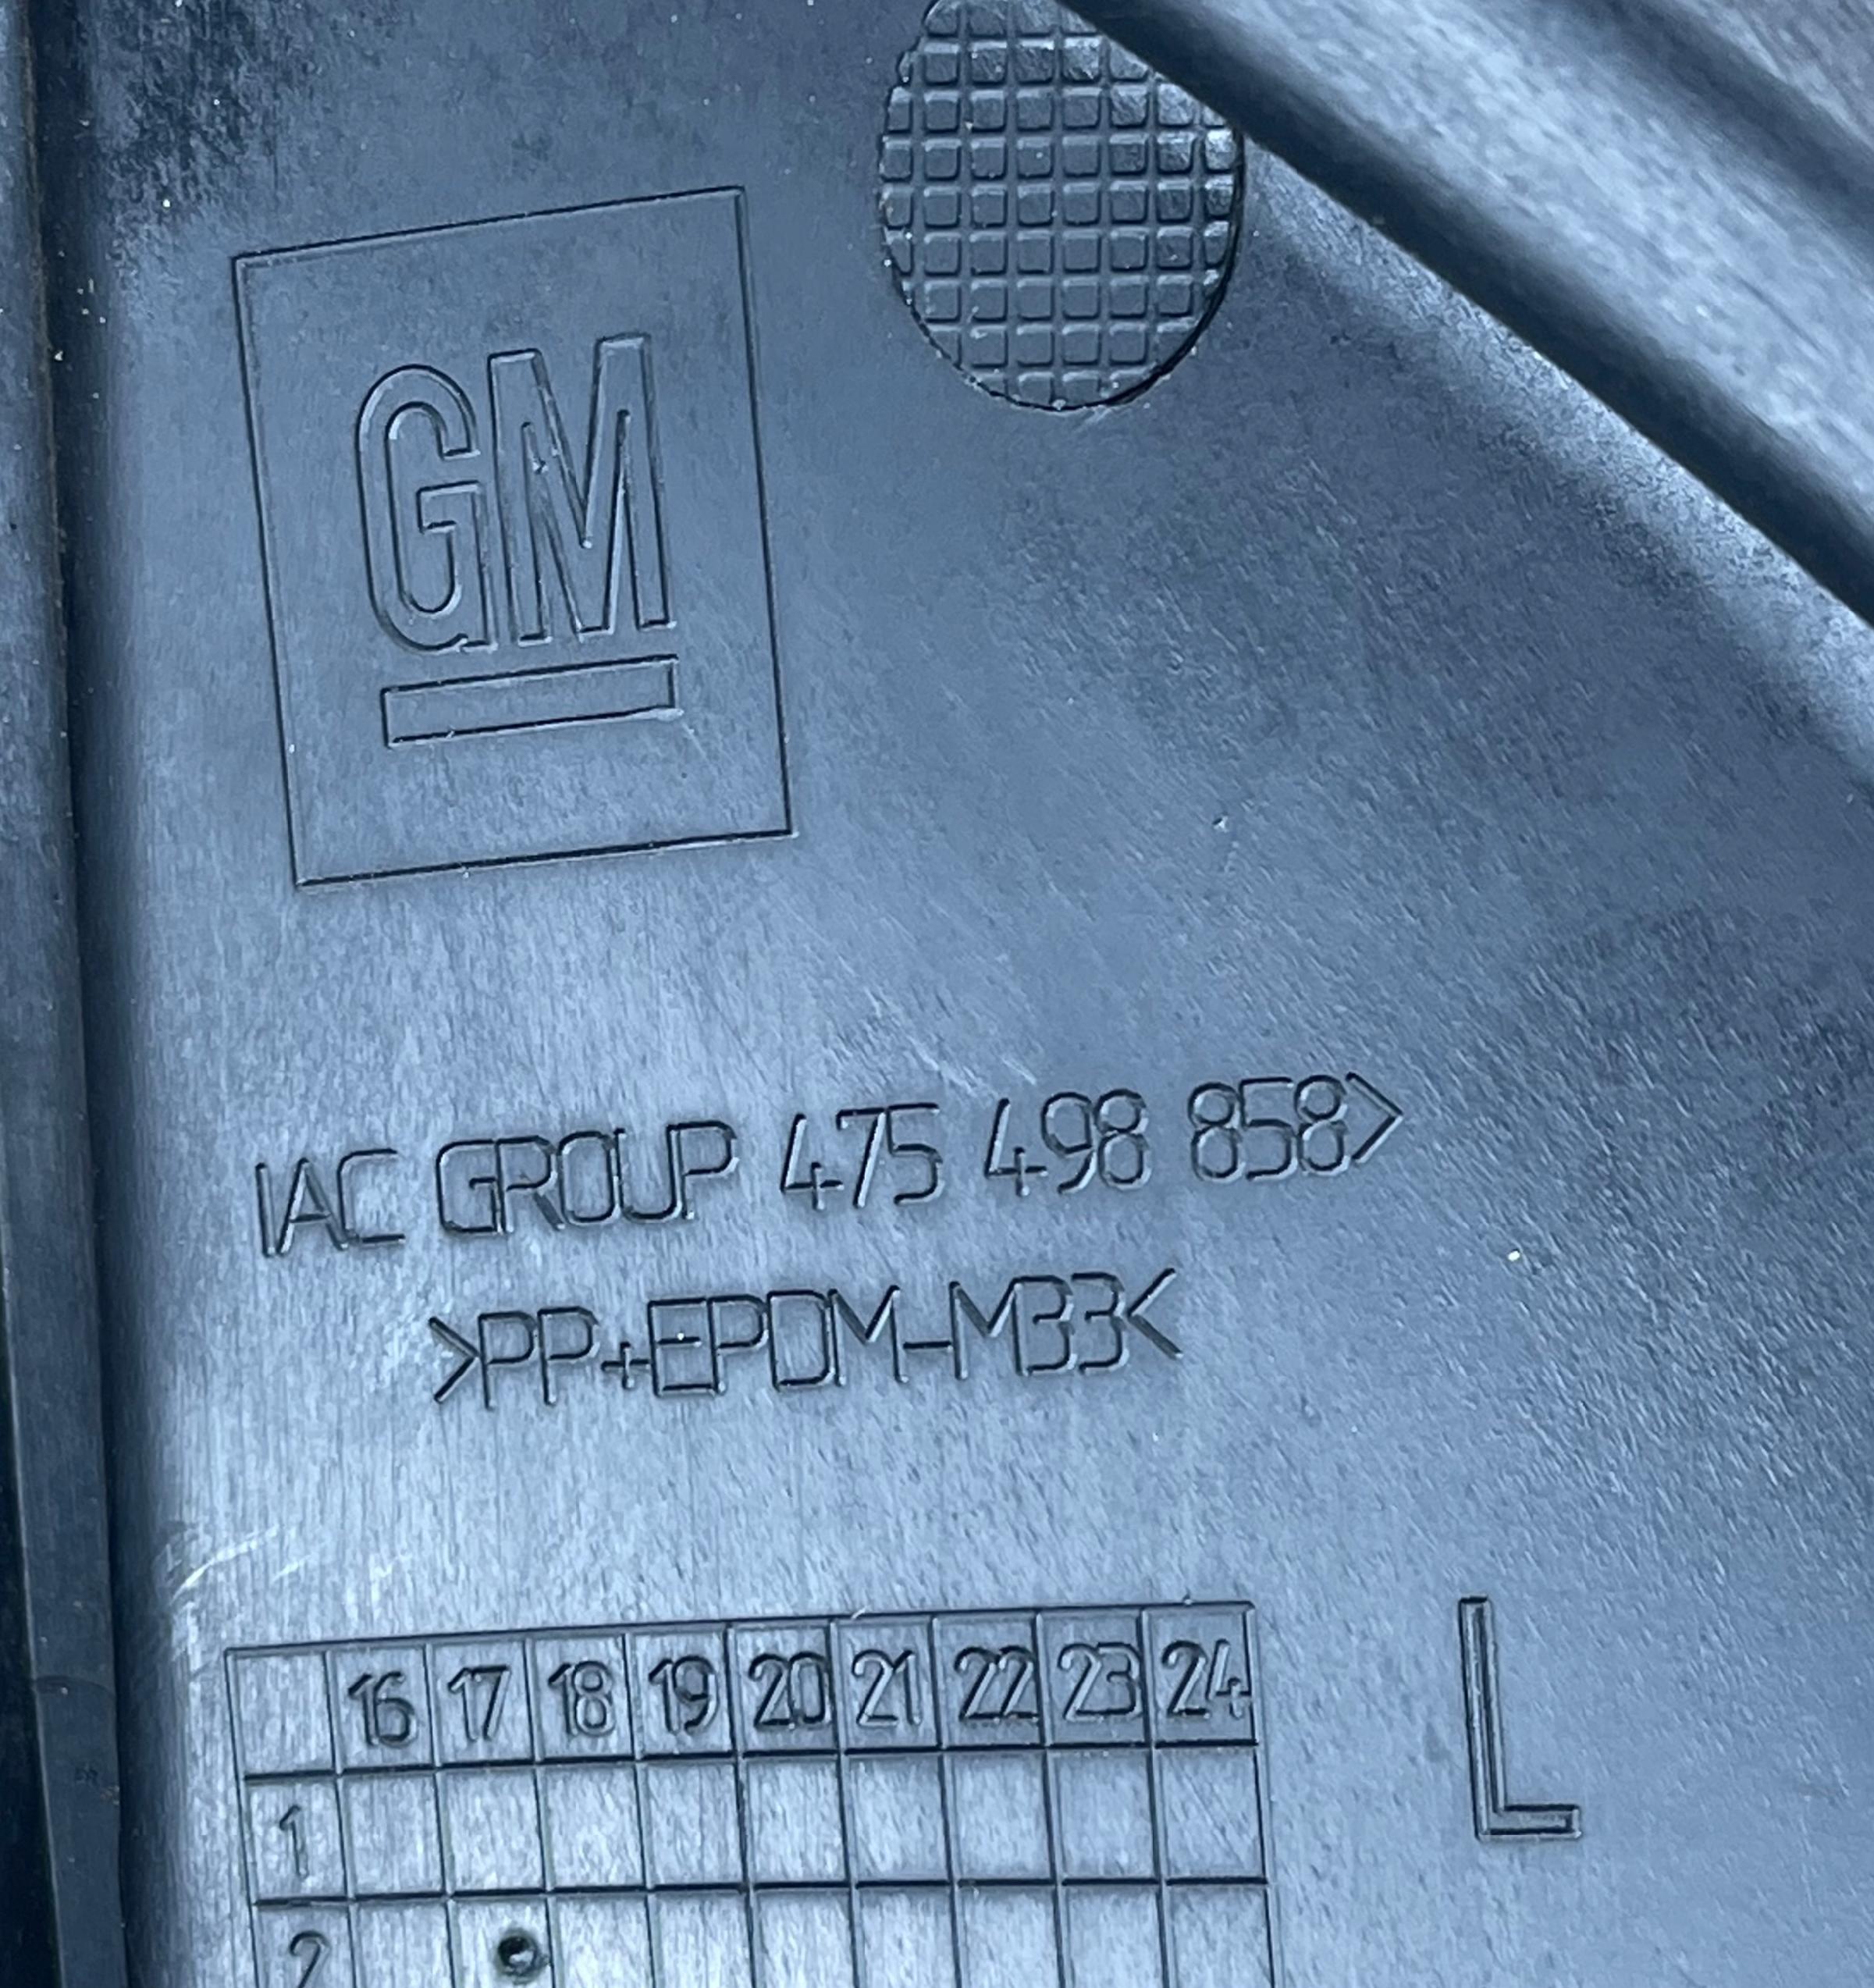 GM
IAC GROUP 475 498 858>
>PP+EPDM-M33<
16 17 18 19 20 21 22 23 24
1
2
L